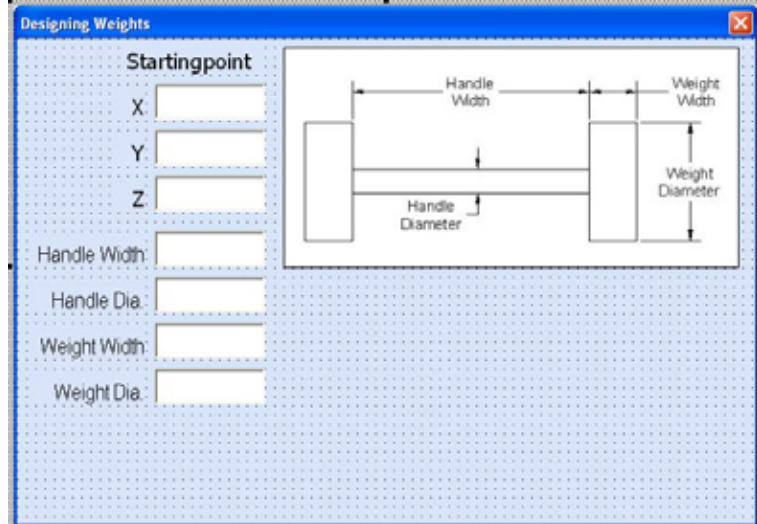 Designing Weights
Startingpoint
X
Y
Z
Handle Width
Handle Dia.
Weight Width
Weight Dia.
Handle
Width
Weight
Width
Weight
Diameter
Handle
Diameter